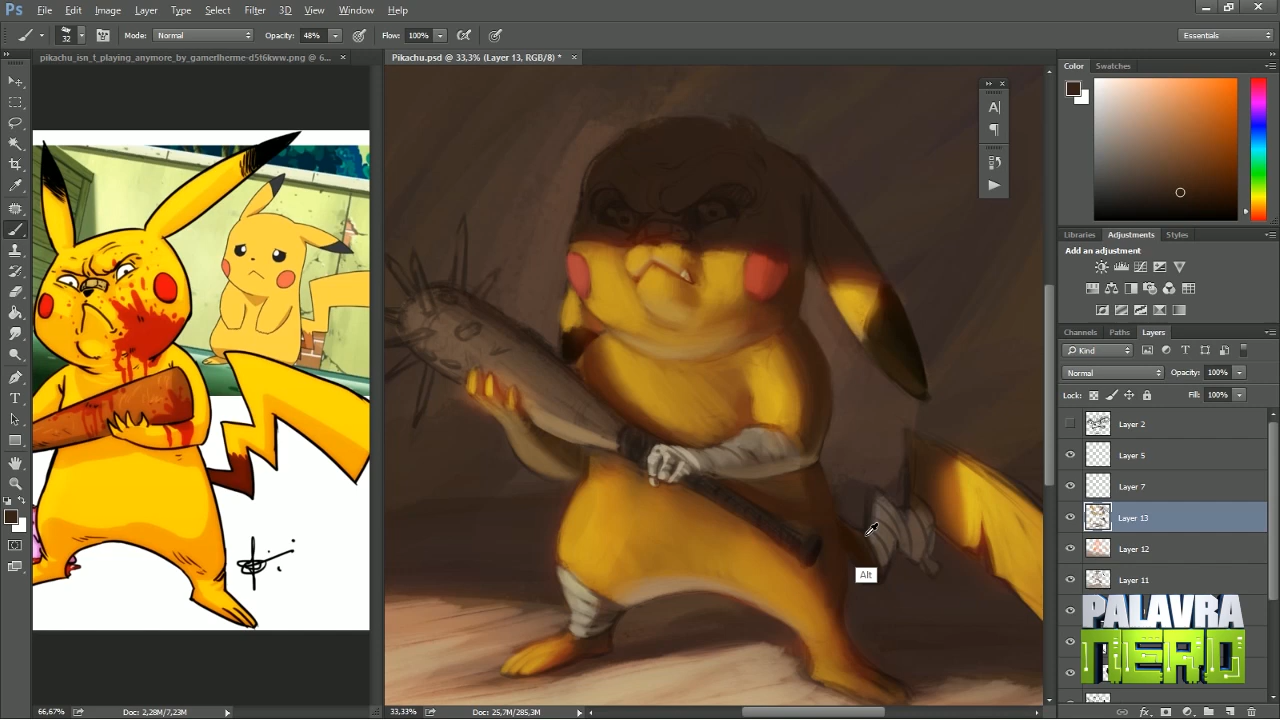 Ps File Edit Image Layer Type Select Filter 3D View Window Help
32 Mode: Normal Opacity: 48% Flow: 100% Essentials
pikachu_isn_t_playing_anymore_by_gamerlherme-d5t6kww.png @ 6... ×
Pikachu.psd @ 33,3% (Layer 13, RGB/8) * ×
Color Swatches
A|
¶
Libraries Adjustments Styles
Add an adjustment
Channels Paths Layers
Kind
Normal Opacity: 100%
Lock: Fill: 100%
Layer 2
Layer 5
Layer 7
Layer 13
Layer 12
Layer 11
Alt
PALAVRA
NERD
66,67% Doc: 2,28M/7,23M
33,33% Doc: 25,7M/285,3M
fx